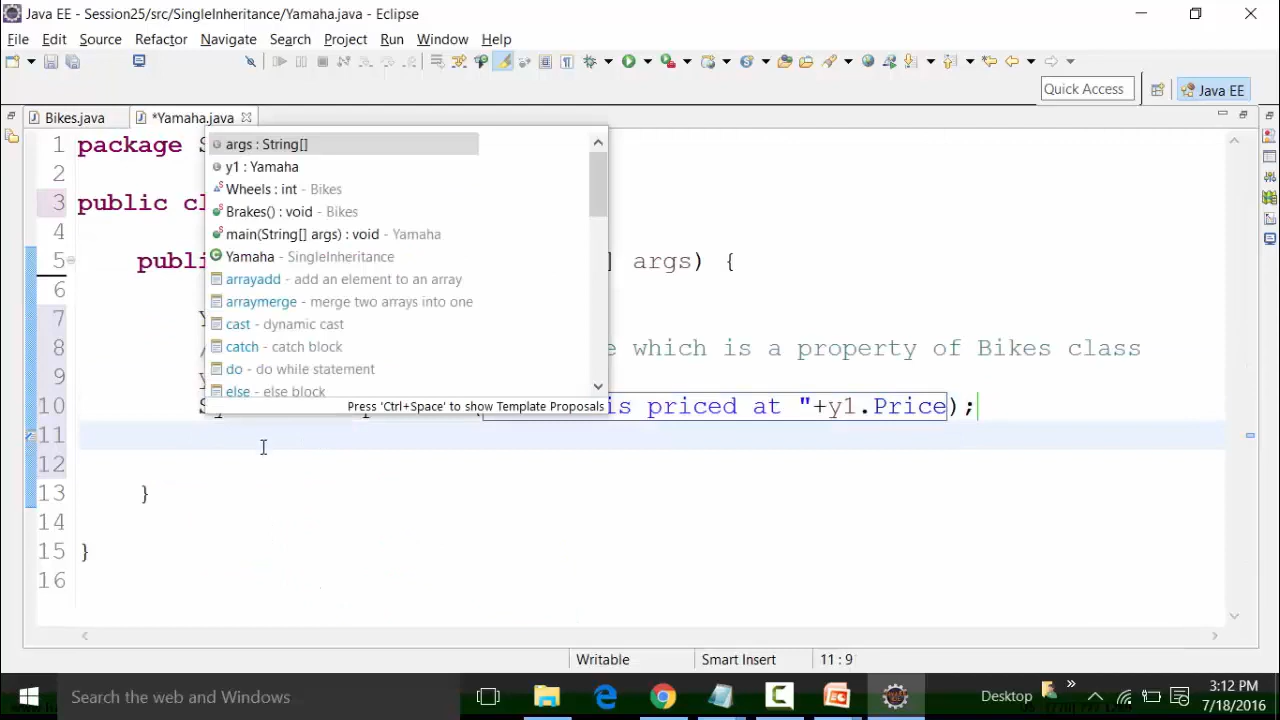 Java EE - Session25/src/SingleInheritance/Yamaha.java - Eclipse
File Edit Source Refactor Navigate Search Project Run Window Help
Quick Access
Java EE
Bikes.java
*Yamaha.java
1 package S
2
3 public cl
4
5 publi ] args) {
6
7 Y
8 / e which is a property of Bikes class
9 y
10 Sy is priced at "+y1.Price);
11
12
13 }
14
15 }
16
args : String[]
y1 : Yamaha
Wheels : int - Bikes
Brakes() : void - Bikes
main(String[] args) : void - Yamaha
Yamaha - SingleInheritance
arrayadd - add an element to an array
arraymerge - merge two arrays into one
cast - dynamic cast
catch - catch block
do - do while statement
else - else block
Press 'Ctrl+Space' to show Template Proposals
Writable Smart Insert 11 : 9
Search the web and Windows
Desktop
3:12 PM
7/18/2016